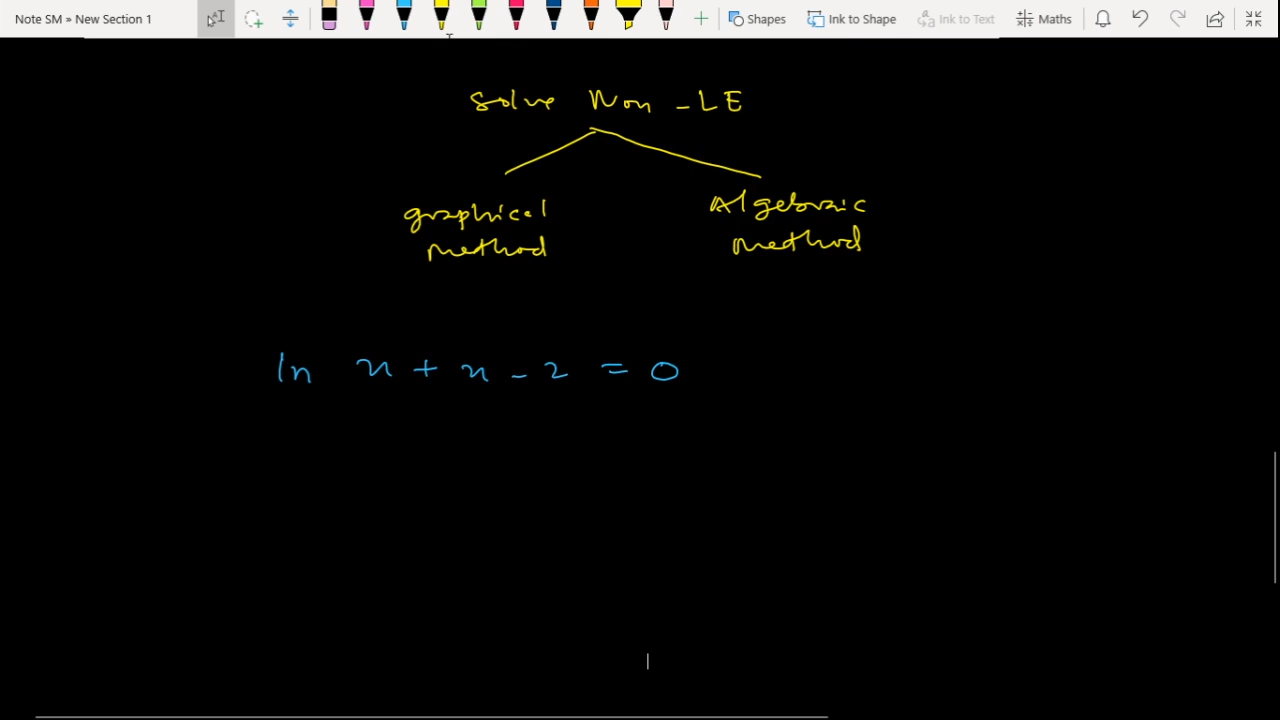 Note SM » New Section 1
Shapes
Ink to Shape
Ink to Text
Maths
Solve Non - LE
graphical method
Algebraic method
ln x + x - 2 = 0